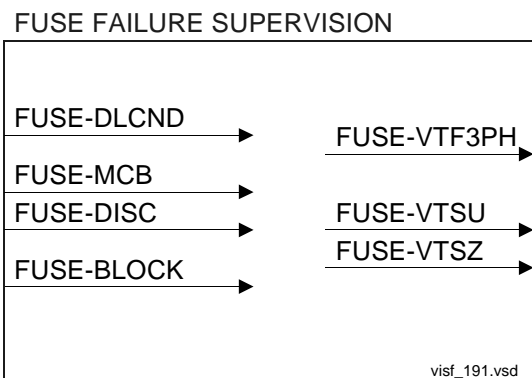 FUSE FAILURE SUPERVISION
FUSE-DLCND
FUSE-VTF3PH
FUSE-MCB
FUSE-DISC
FUSE-VTSU
FUSE-VTSZ
FUSE-BLOCK
visf_191.vsd